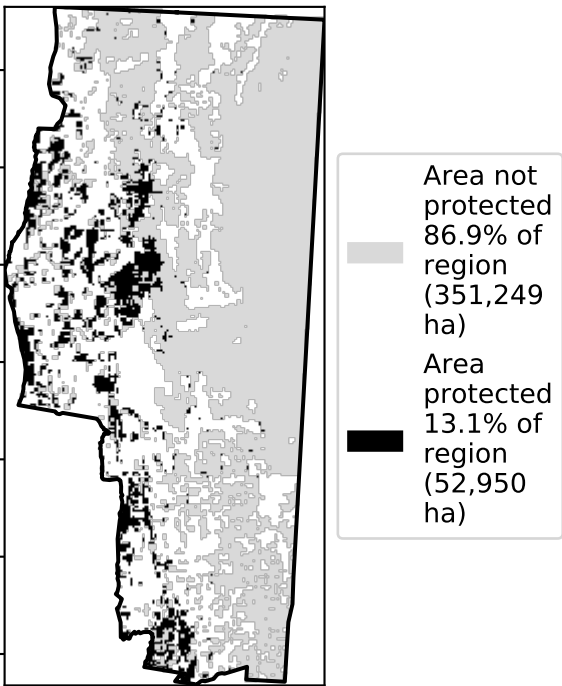 Area not
protected
86.9% of
region
(351,249
ha)
Area
protected
13.1% of
region
(52,950
ha)